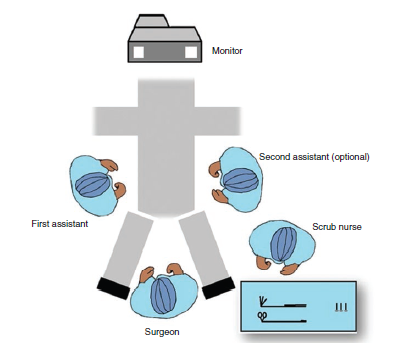 Monitor
Second assistant (optional)
First assistant
Scrub nurse
Surgeon